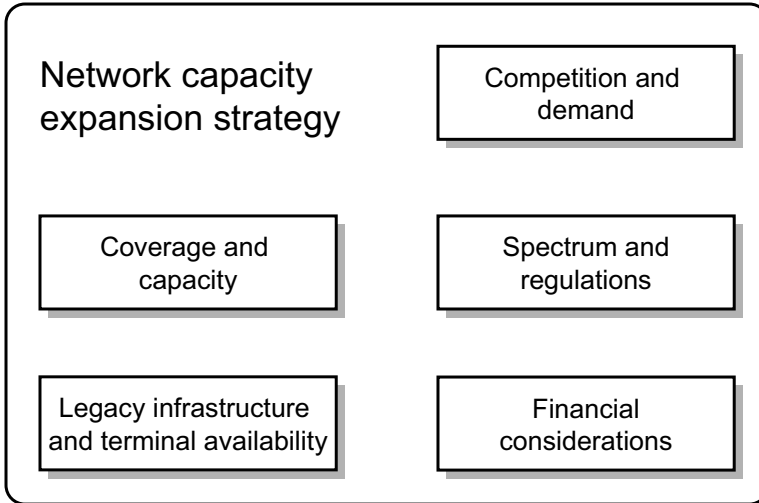 Network capacity
expansion strategy
Competition and
demand
Coverage and
capacity
Spectrum and
regulations
Legacy infrastructure
and terminal availability
Financial
considerations